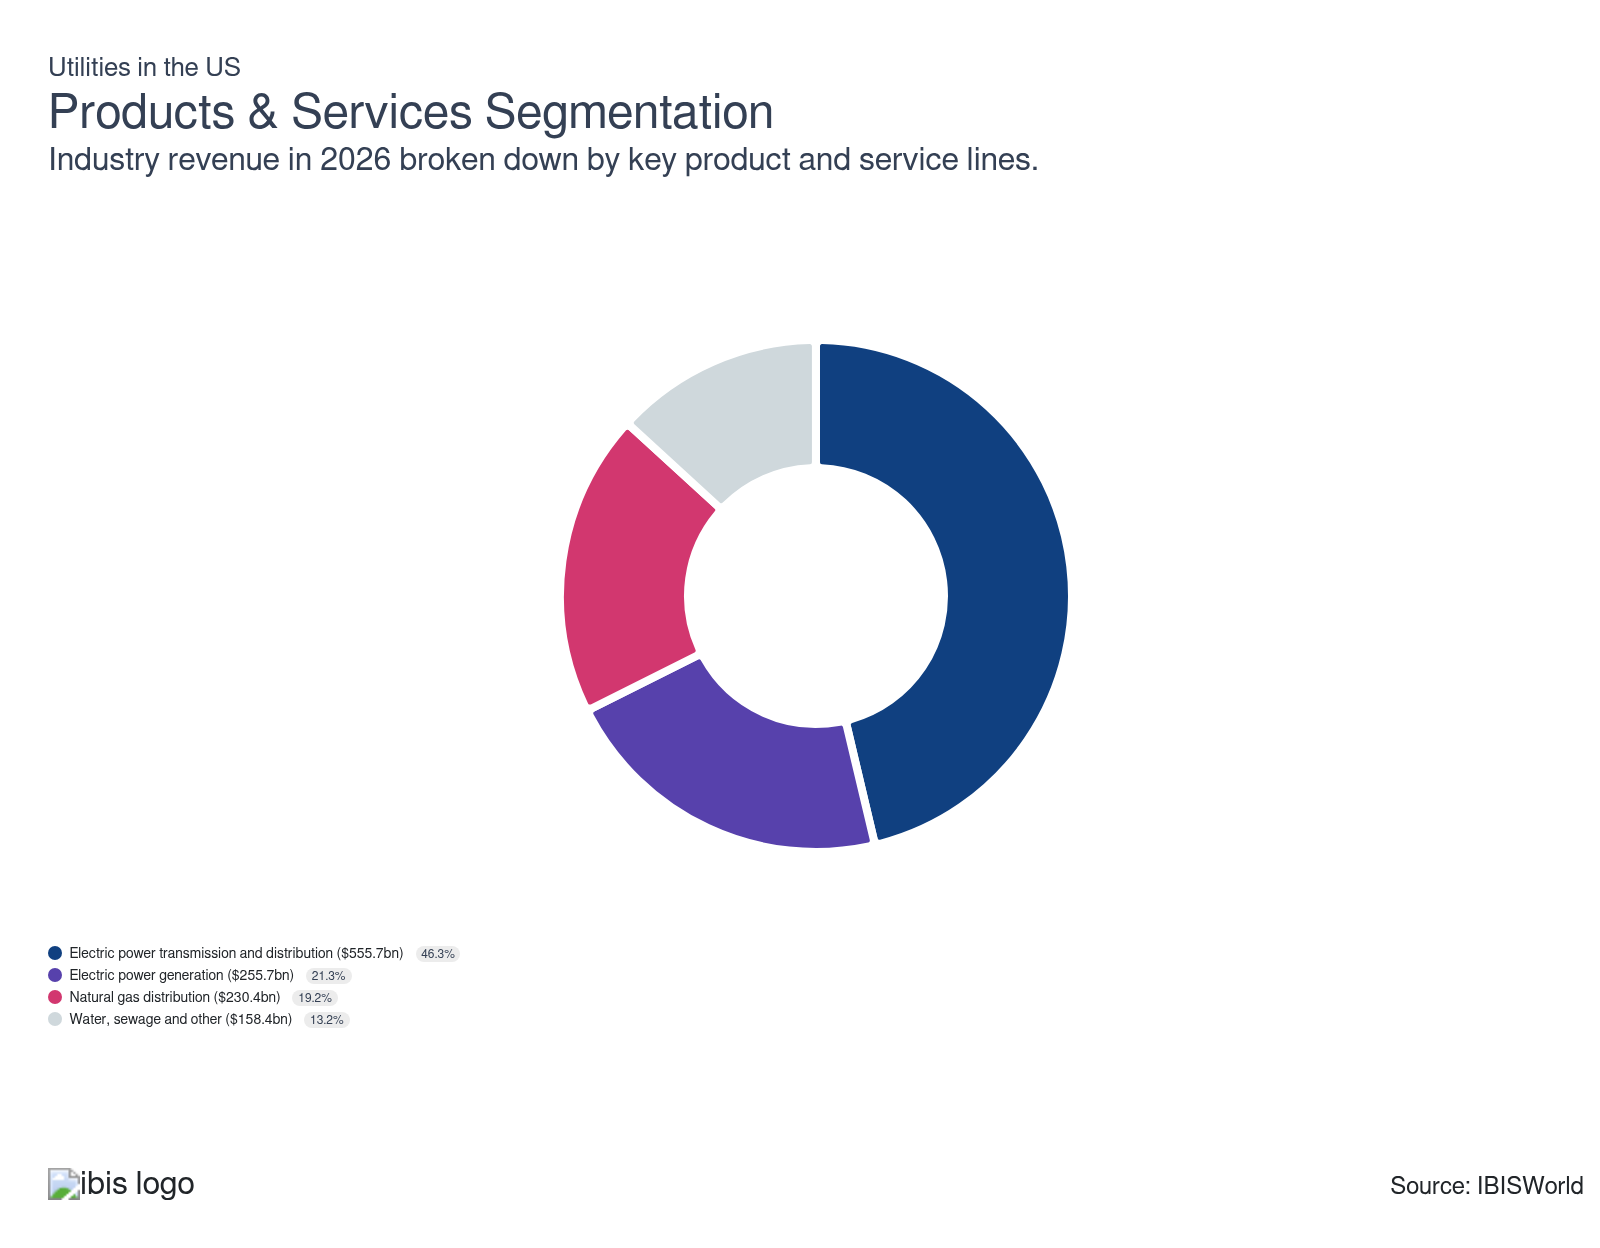 Utilities in the US
Products & Services Segmentation
Industry revenue in 2026 broken down by key product and service lines.
Electric power transmission and distribution ($555.7bn) 46.3%
Electric power generation ($255.7bn) 21.3%
Natural gas distribution ($230.4bn) 19.2%
Water, sewage and other ($158.4bn) 13.2%
ibis logo
Source: IBISWorld